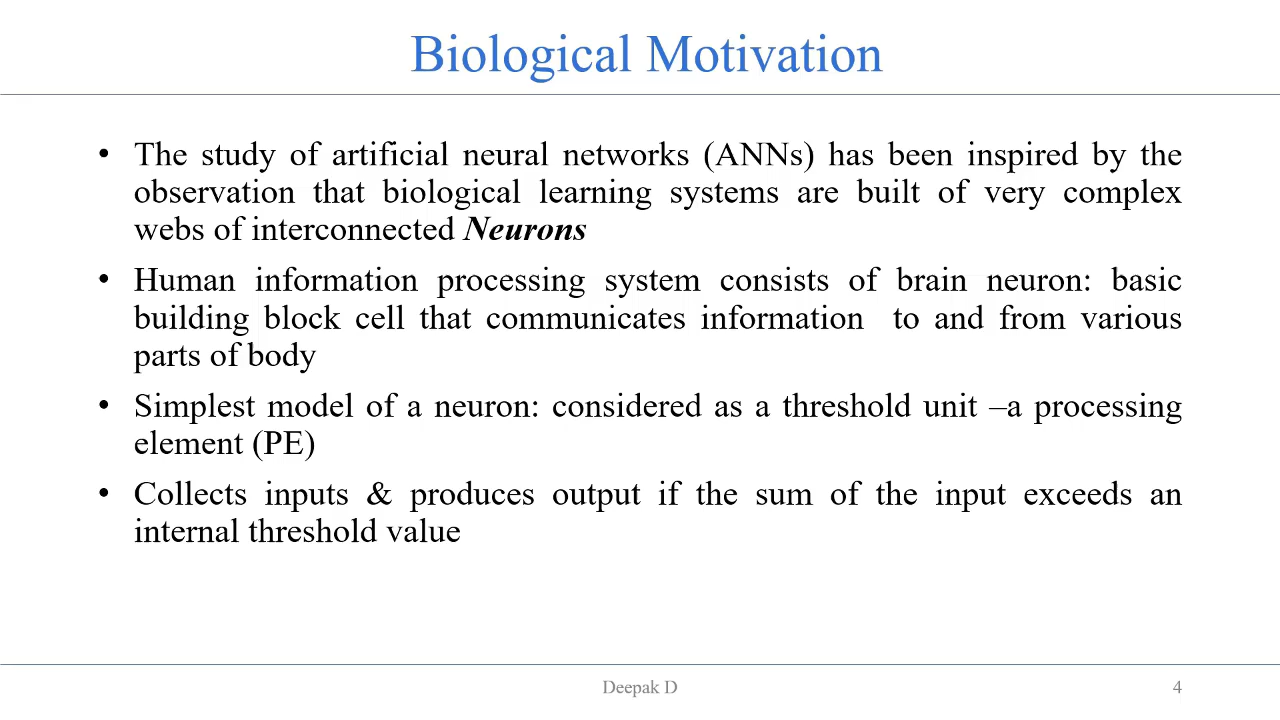 Biological Motivation
• The study of artificial neural networks (ANNs) has been inspired by the
observation that biological learning systems are built of very complex
webs of interconnected Neurons
• Human information processing system consists of brain neuron: basic
building block cell that communicates information to and from various
parts of body
• Simplest model of a neuron: considered as a threshold unit –a processing
element (PE)
• Collects inputs & produces output if the sum of the input exceeds an
internal threshold value
Deepak D
4